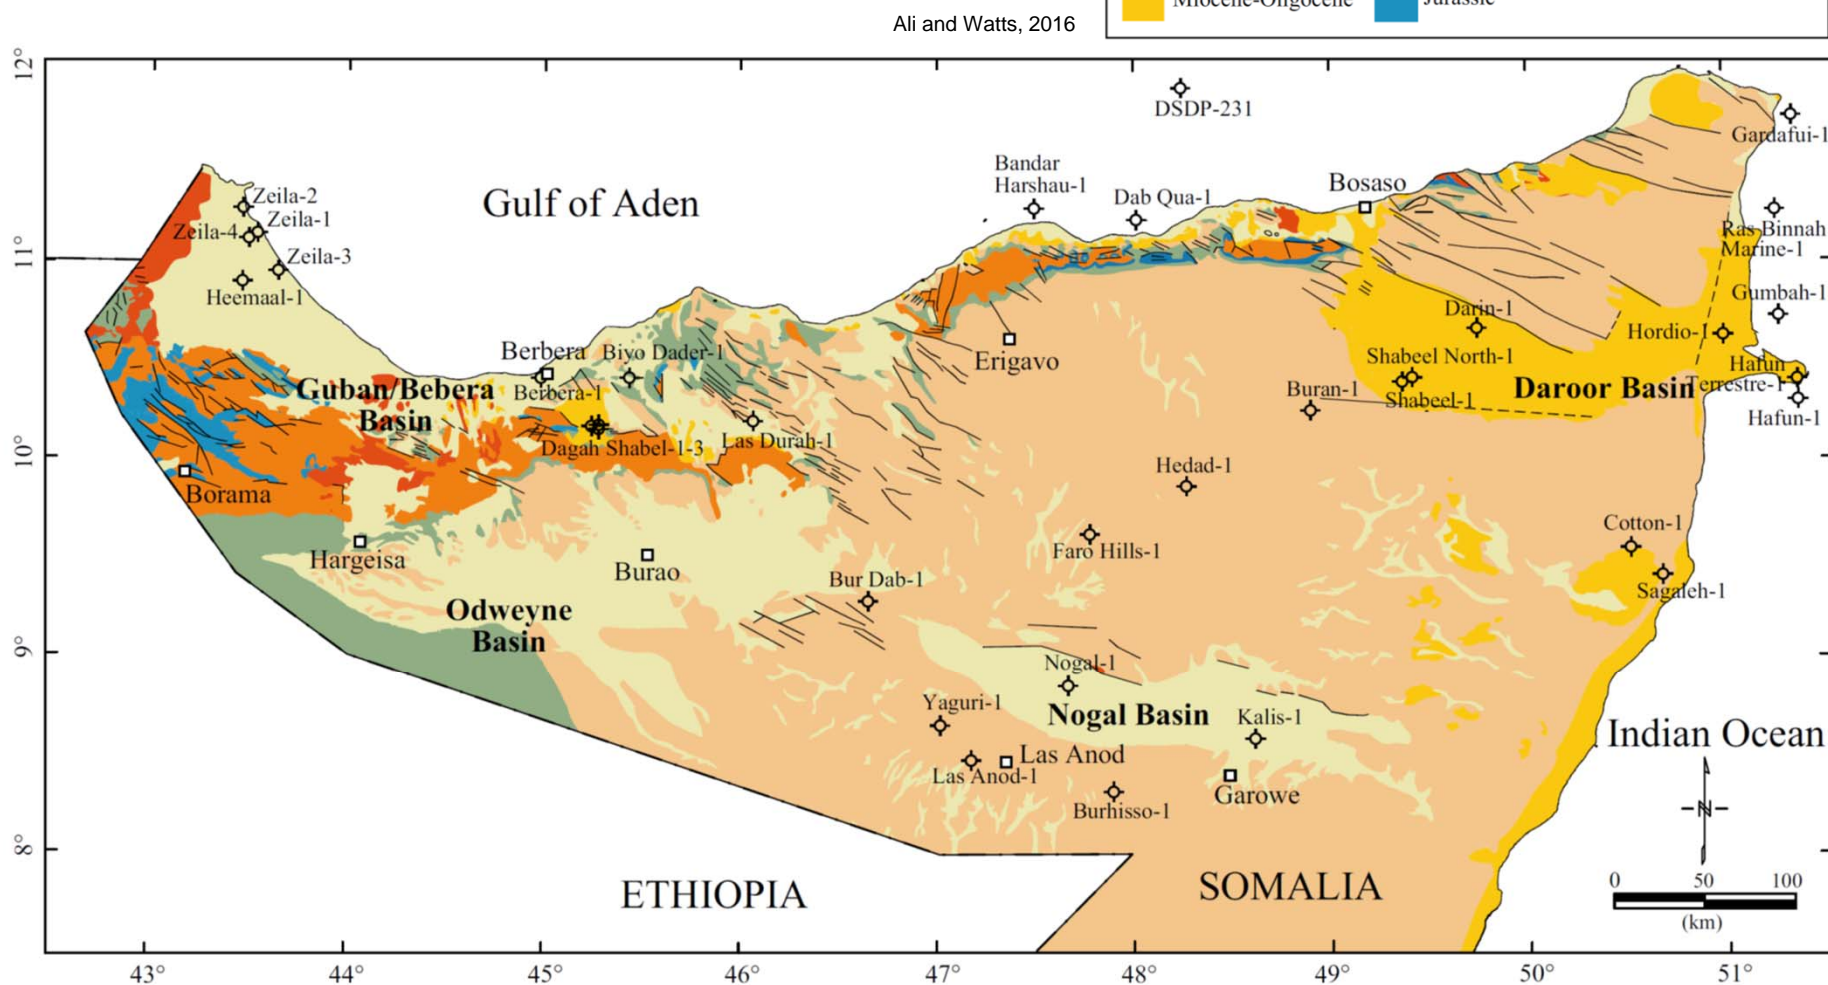 Miocene-Oligocene
Jurassic
Ali and Watts, 2016
12°
11°
10°
9°
8°
DSDP-231
Gardafui-1
Bandar
Harshau-1
Dab Qua-1
Bosaso
Zeila-2
Zeila-1
Zeila-4
Zeila-3
Heemaal-1
Gulf of Aden
Ras Binnah
Marine-1
Gumbah-1
Darin-1
Hordio-1
Berbera
Biyo Dader-1
Erigavo
Shabeel North-1
Hafun
Terrestre-1
Guban/Bebera
Basin
Berbera-1
Buran-1
Shabeel-1
Daroor Basin
Hafun-1
Dagah Shabel-1-3
Las Durah-1
Borama
Hedad-1
Hargeisa
Burao
Faro Hills-1
Cotton-1
Bur Dab-1
Sagaleh-1
Odweyne
Basin
Nogal-1
Yaguri-1
Nogal Basin
Kalis-1
Indian Ocean
Las Anod
Las Anod-1
Garowe
Burhisso-1
N
ETHIOPIA
SOMALIA
0 50 100
(km)
43° 44° 45° 46° 47° 48° 49° 50° 51°